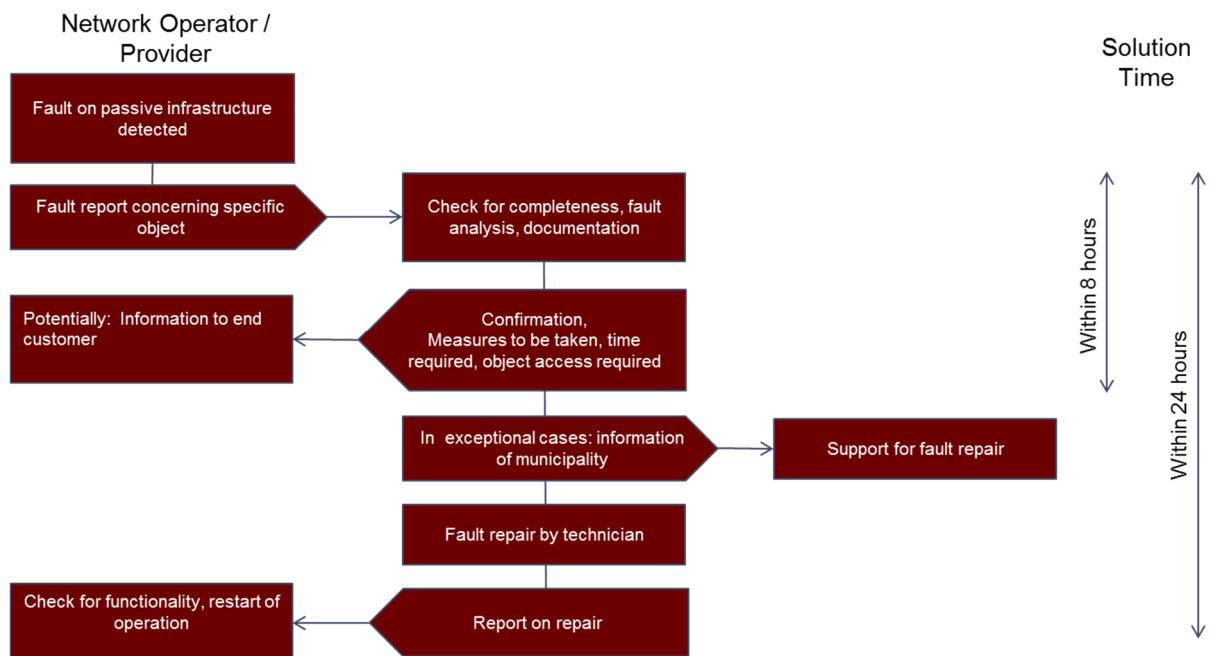 Network Operator /
Provider
Solution
Time
Fault on passive infrastructure
detected
Fault report concerning specific
object
Check for completeness, fault
analysis, documentation
Potentially:  Information to end
customer
Confirmation,
Measures to be taken, time
required, object access required
Within 8 hours
Within 24 hours
In  exceptional cases: information
of municipality
Support for fault repair
Fault repair by technician
Check for functionality, restart of
operation
Report on repair